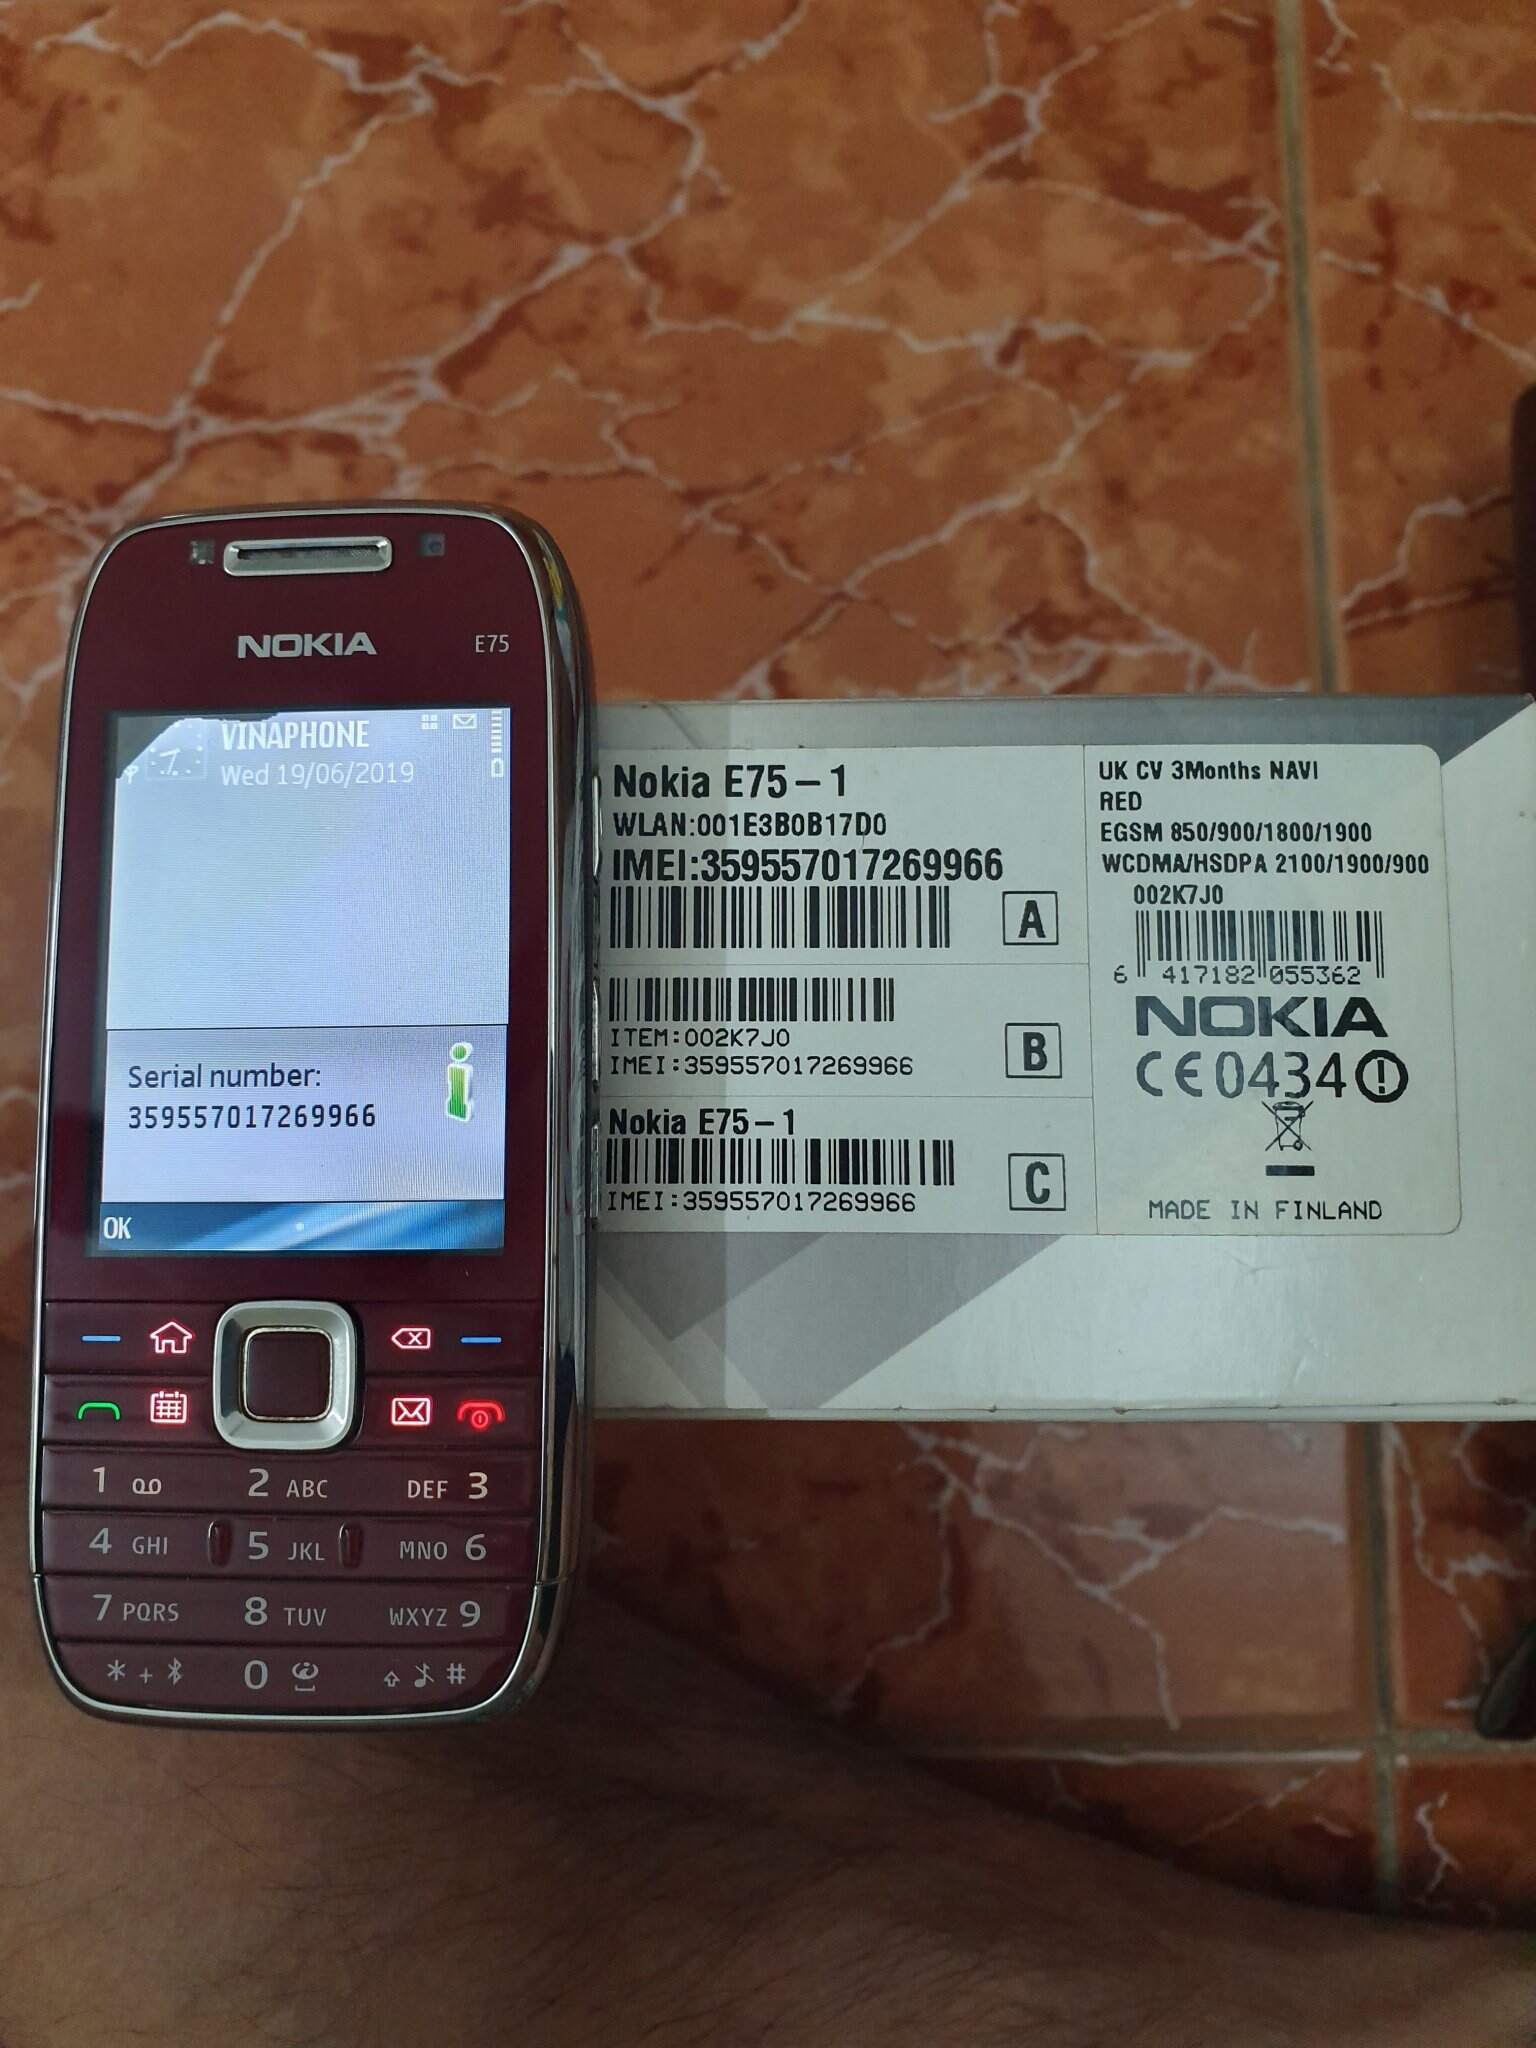 NOKIA E75
VINAPHONE
Wed 19/06/2019
Serial number:
359557017269966
OK
1
2 ABC
DEF 3
4 GHI
5 JKL
MNO 6
7 PQRS
8 TUV
WXYZ 9
* +
0
#
Nokia E75-1
WLAN:001E3B0B17D0
IMEI:359557017269966
A
ITEM:002K7J0
IMEI:359557017269966
B
Nokia E75-1
IMEI:359557017269966
C
UK CV 3Months NAVI
RED
EGSM 850/900/1800/1900
WCDMA/HSDPA 2100/1900/900
002K7J0
6 417182 055362
NOKIA
CE0434
MADE IN FINLAND